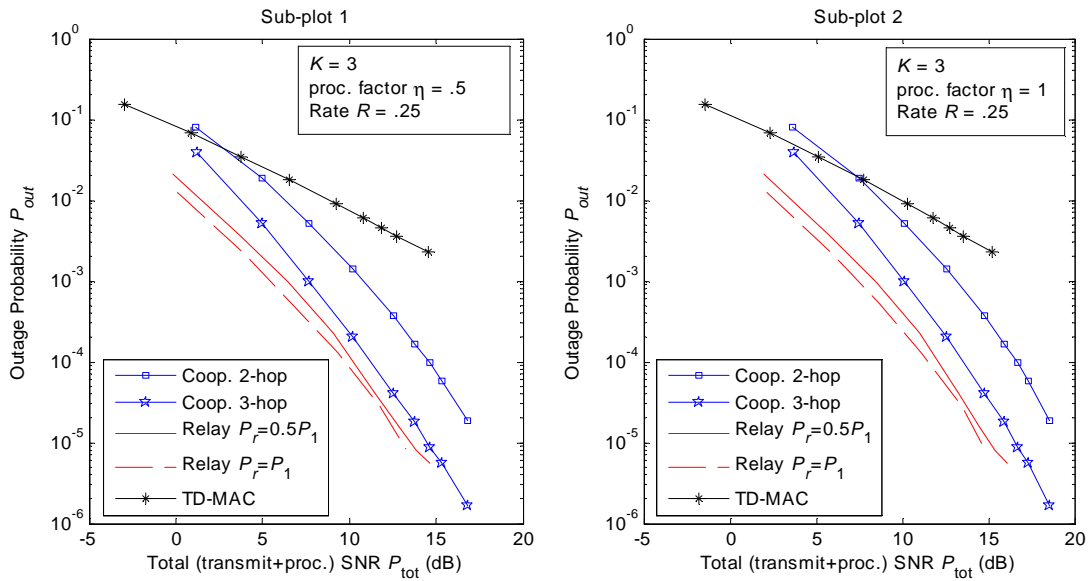 Sub-plot 1
10^0
10^-1
10^-2
10^-3
10^-4
10^-5
10^-6
Outage Probability P_out
K = 3
proc. factor η = .5
Rate R = .25
Coop. 2-hop
Coop. 3-hop
Relay P_r=0.5P_1
Relay P_r=P_1
TD-MAC
-5 0 5 10 15 20
Total (transmit+proc.) SNR P_tot (dB)
Sub-plot 2
10^0
10^-1
10^-2
10^-3
10^-4
10^-5
10^-6
Outage Probability P_out
K = 3
proc. factor η = 1
Rate R = .25
Coop. 2-hop
Coop. 3-hop
Relay P_r=0.5P_1
Relay P_r=P_1
TD-MAC
-5 0 5 10 15 20
Total (transmit+proc.) SNR P_tot (dB)